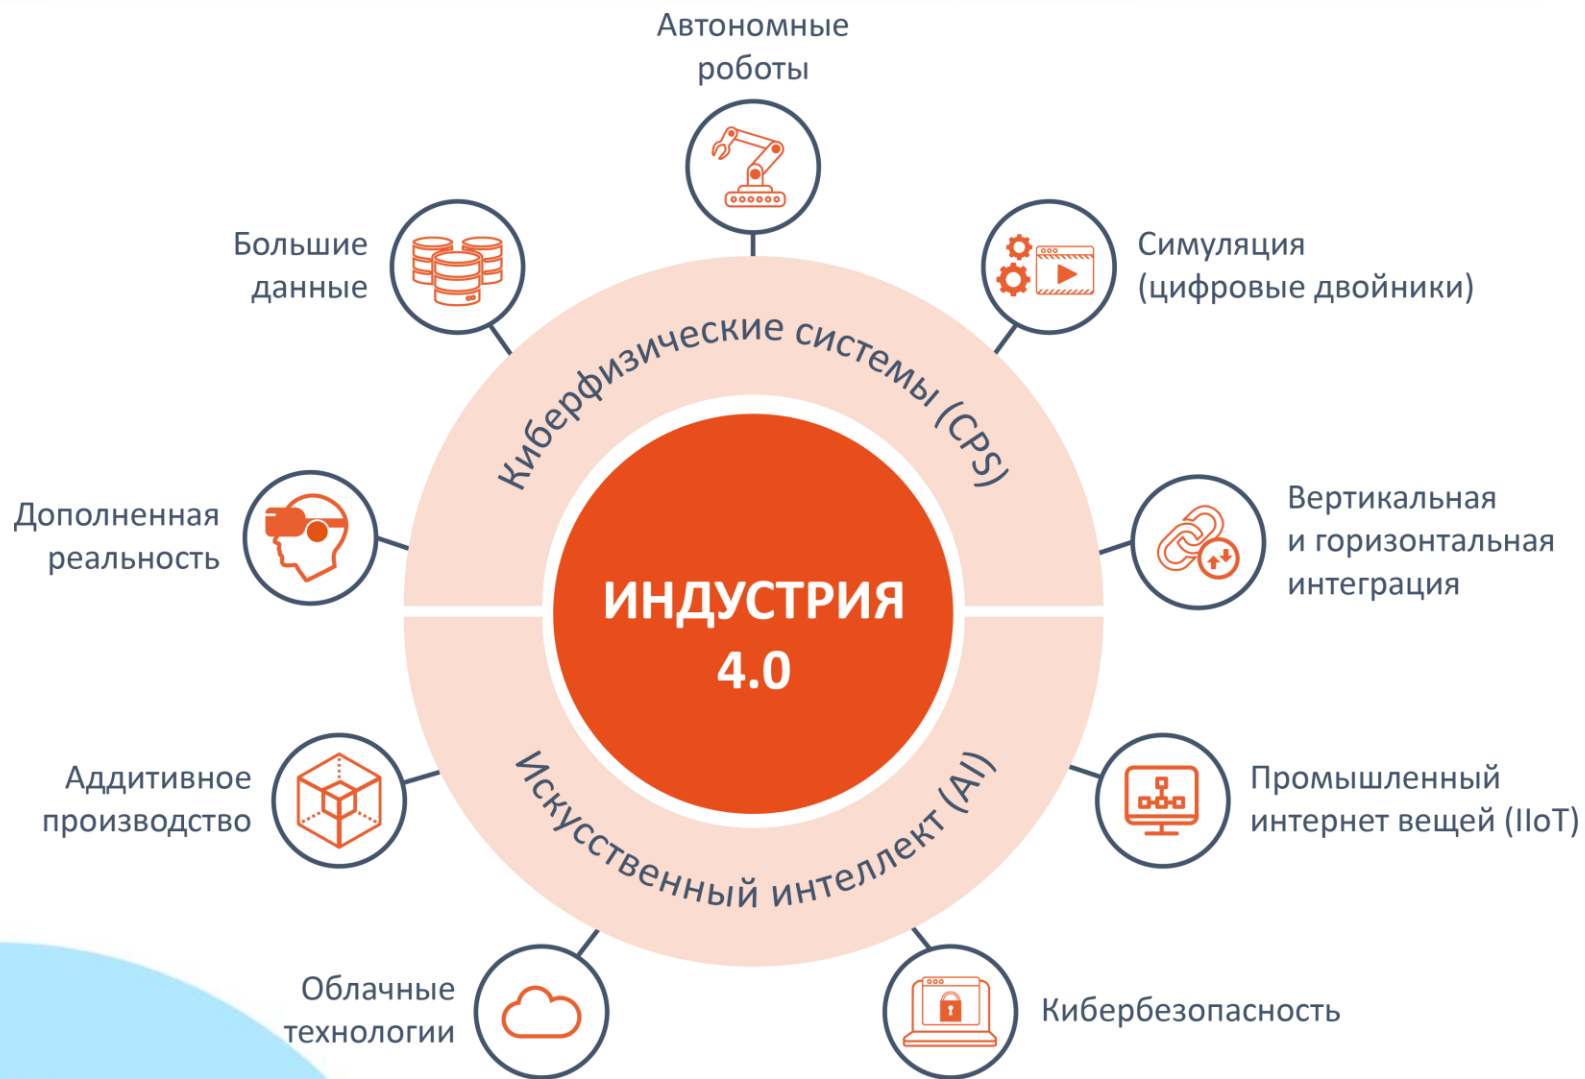 Автономные
роботы
Большие
данные
Симуляция
(цифровые двойники)
Киберфизические системы (CPS)
Дополненная
реальность
Вертикальная
и горизонтальная
интеграция
ИНДУСТРИЯ
4.0
Аддитивное
производство
Промышленный
интернет вещей (IIoT)
Искусственный интеллект (AI)
Облачные
технологии
Кибербезопасность